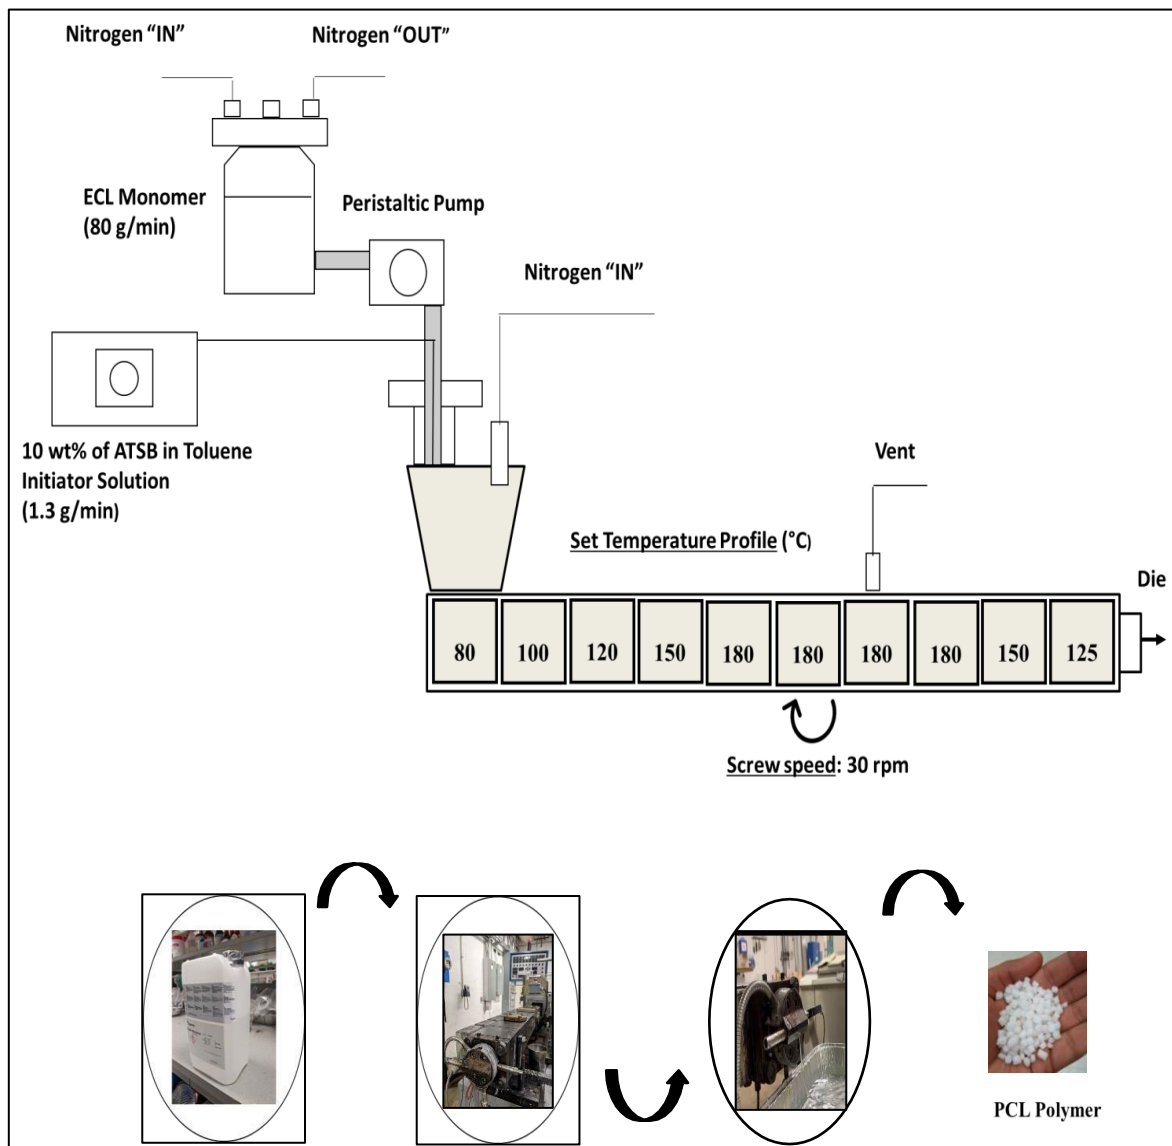 Nitrogen “IN”
Nitrogen “OUT”
ECL Monomer
(80 g/min)
Peristaltic Pump
Nitrogen “IN”
10 wt% of ATSB in Toluene
Initiator Solution
(1.3 g/min)
Vent
Set Temperature Profile (°C)
Die
80 100 120 150 180 180 180 180 150 125
Screw speed: 30 rpm
PCL Polymer